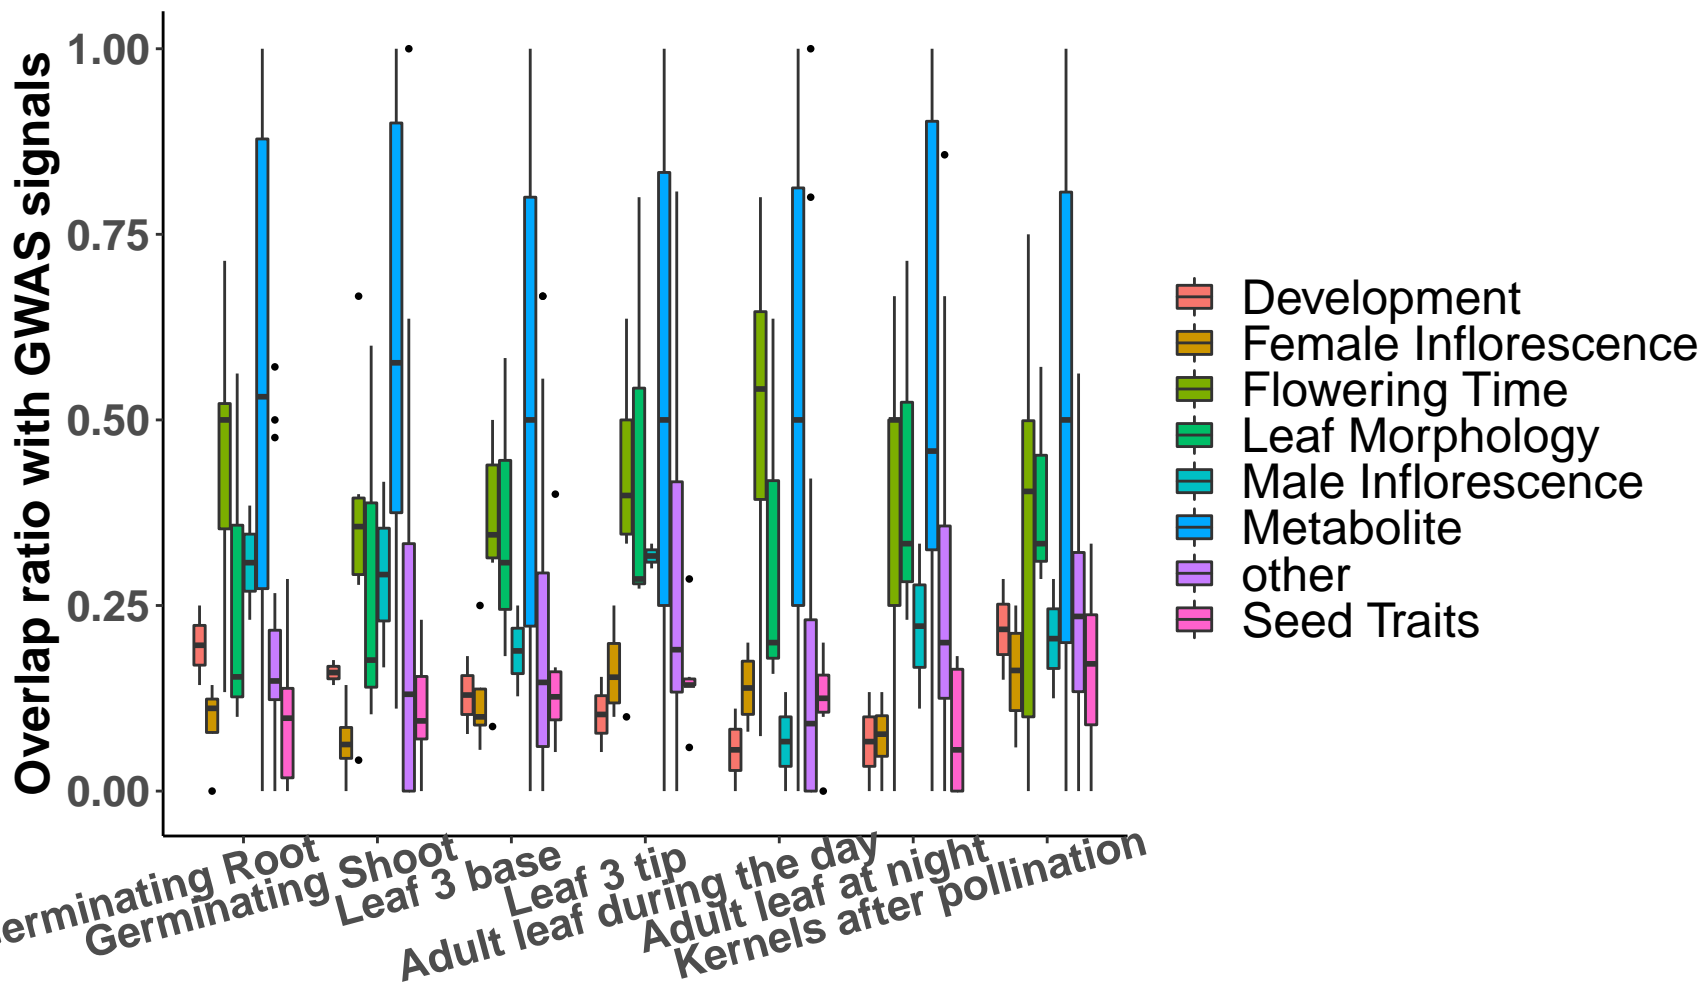 Overlap ratio with GWAS signals
1.00
0.75
0.50
0.25
0.00
erminating Root
Germinating Shoot
Leaf 3 base
Leaf 3 tip
Adult leaf during the day
Adult leaf at night
Kernels after pollination
Development
Female Inflorescence
Flowering Time
Leaf Morphology
Male Inflorescence
Metabolite
other
Seed Traits